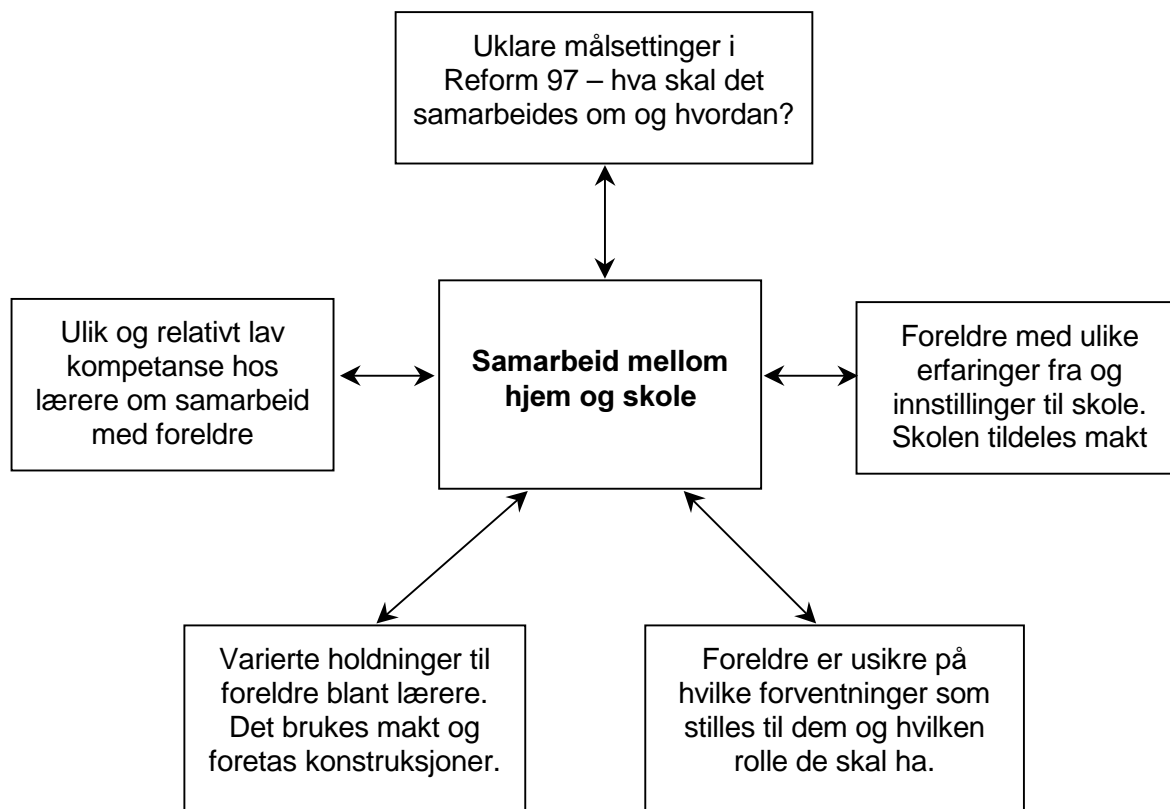 Uklare målsettinger i
Reform 97 – hva skal det
samarbeides om og hvordan?
Ulik og relativt lav
kompetanse hos
lærere om samarbeid
med foreldre
Samarbeid mellom
hjem og skole
Foreldre med ulike
erfaringer fra og
innstillinger til skole.
Skolen tildeles makt
Varierte holdninger til
foreldre blant lærere.
Det brukes makt og
foretas konstruksjoner.
Foreldre er usikre på
hvilke forventninger som
stilles til dem og hvilken
rolle de skal ha.